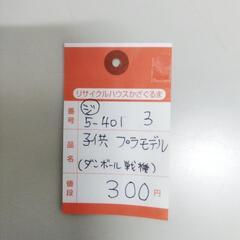 リサイクルハウスかざぐるま
番号 ジ 5-401 3
品名 子供 プラモデル
(ダンボール戦機)
値段 300円